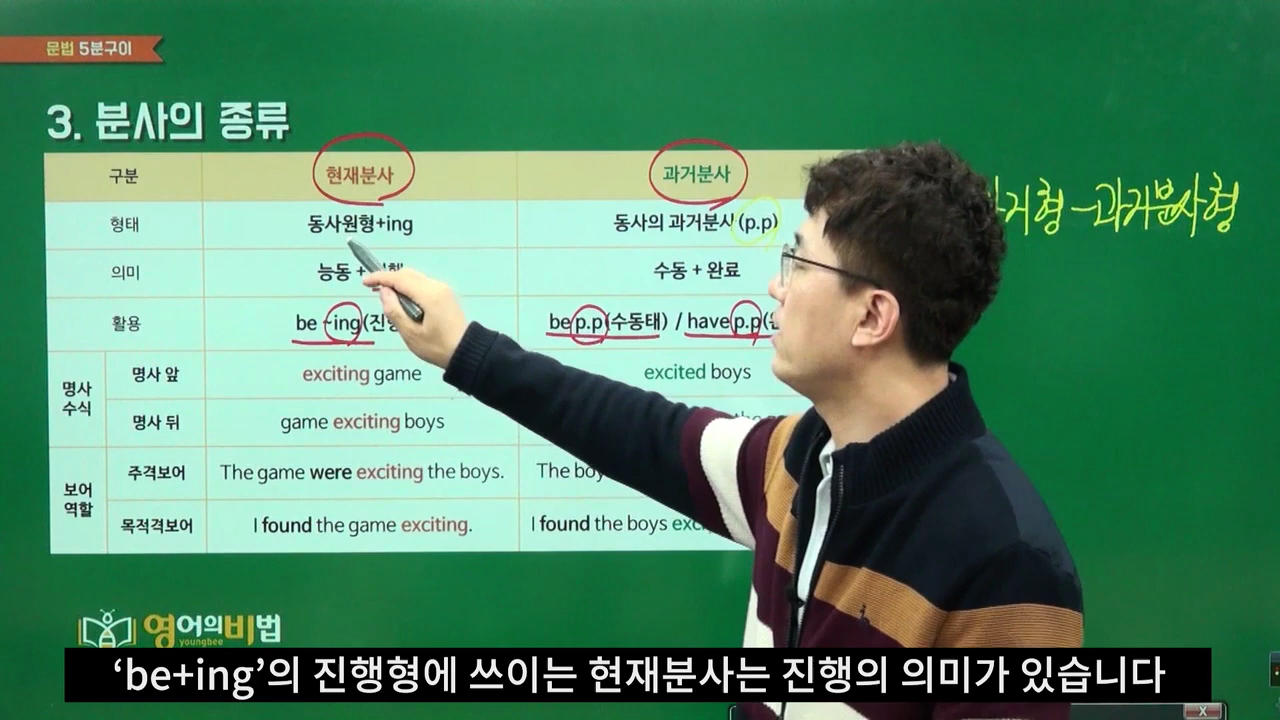 문법 5분구이
3. 분사의 종류
구분 현재분사 과거분사
형태 동사원형+ing 동사의 과거분사(p.p)
의미 능동 + 수동 + 완료
활용 be ~ing(진행 be p.p(수동태) / have p.p(
명사 수식 명사 앞 exciting game excited boys
명사 뒤 game exciting boys the
보어 역할 주격보어 The game were exciting the boys. The boy
목적격보어 I found the game exciting. I found the boys exc
거형 - 과거분사형
영어의비법
youngbee
‘be+ing’의 진행형에 쓰이는 현재분사는 진행의 의미가 있습니다